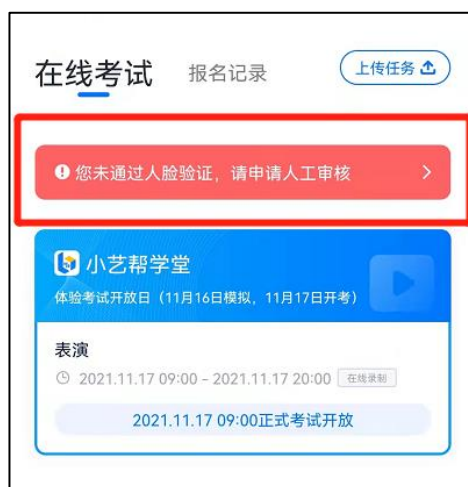 在线考试 报名记录 上传任务
您未通过人脸验证，请申请人工审核
小艺帮学堂
体验考试开放日（11月16日模拟，11月17日开考）
表演
2021.11.17 09:00 - 2021.11.17 20:00 在线录制
2021.11.17 09:00正式考试开放